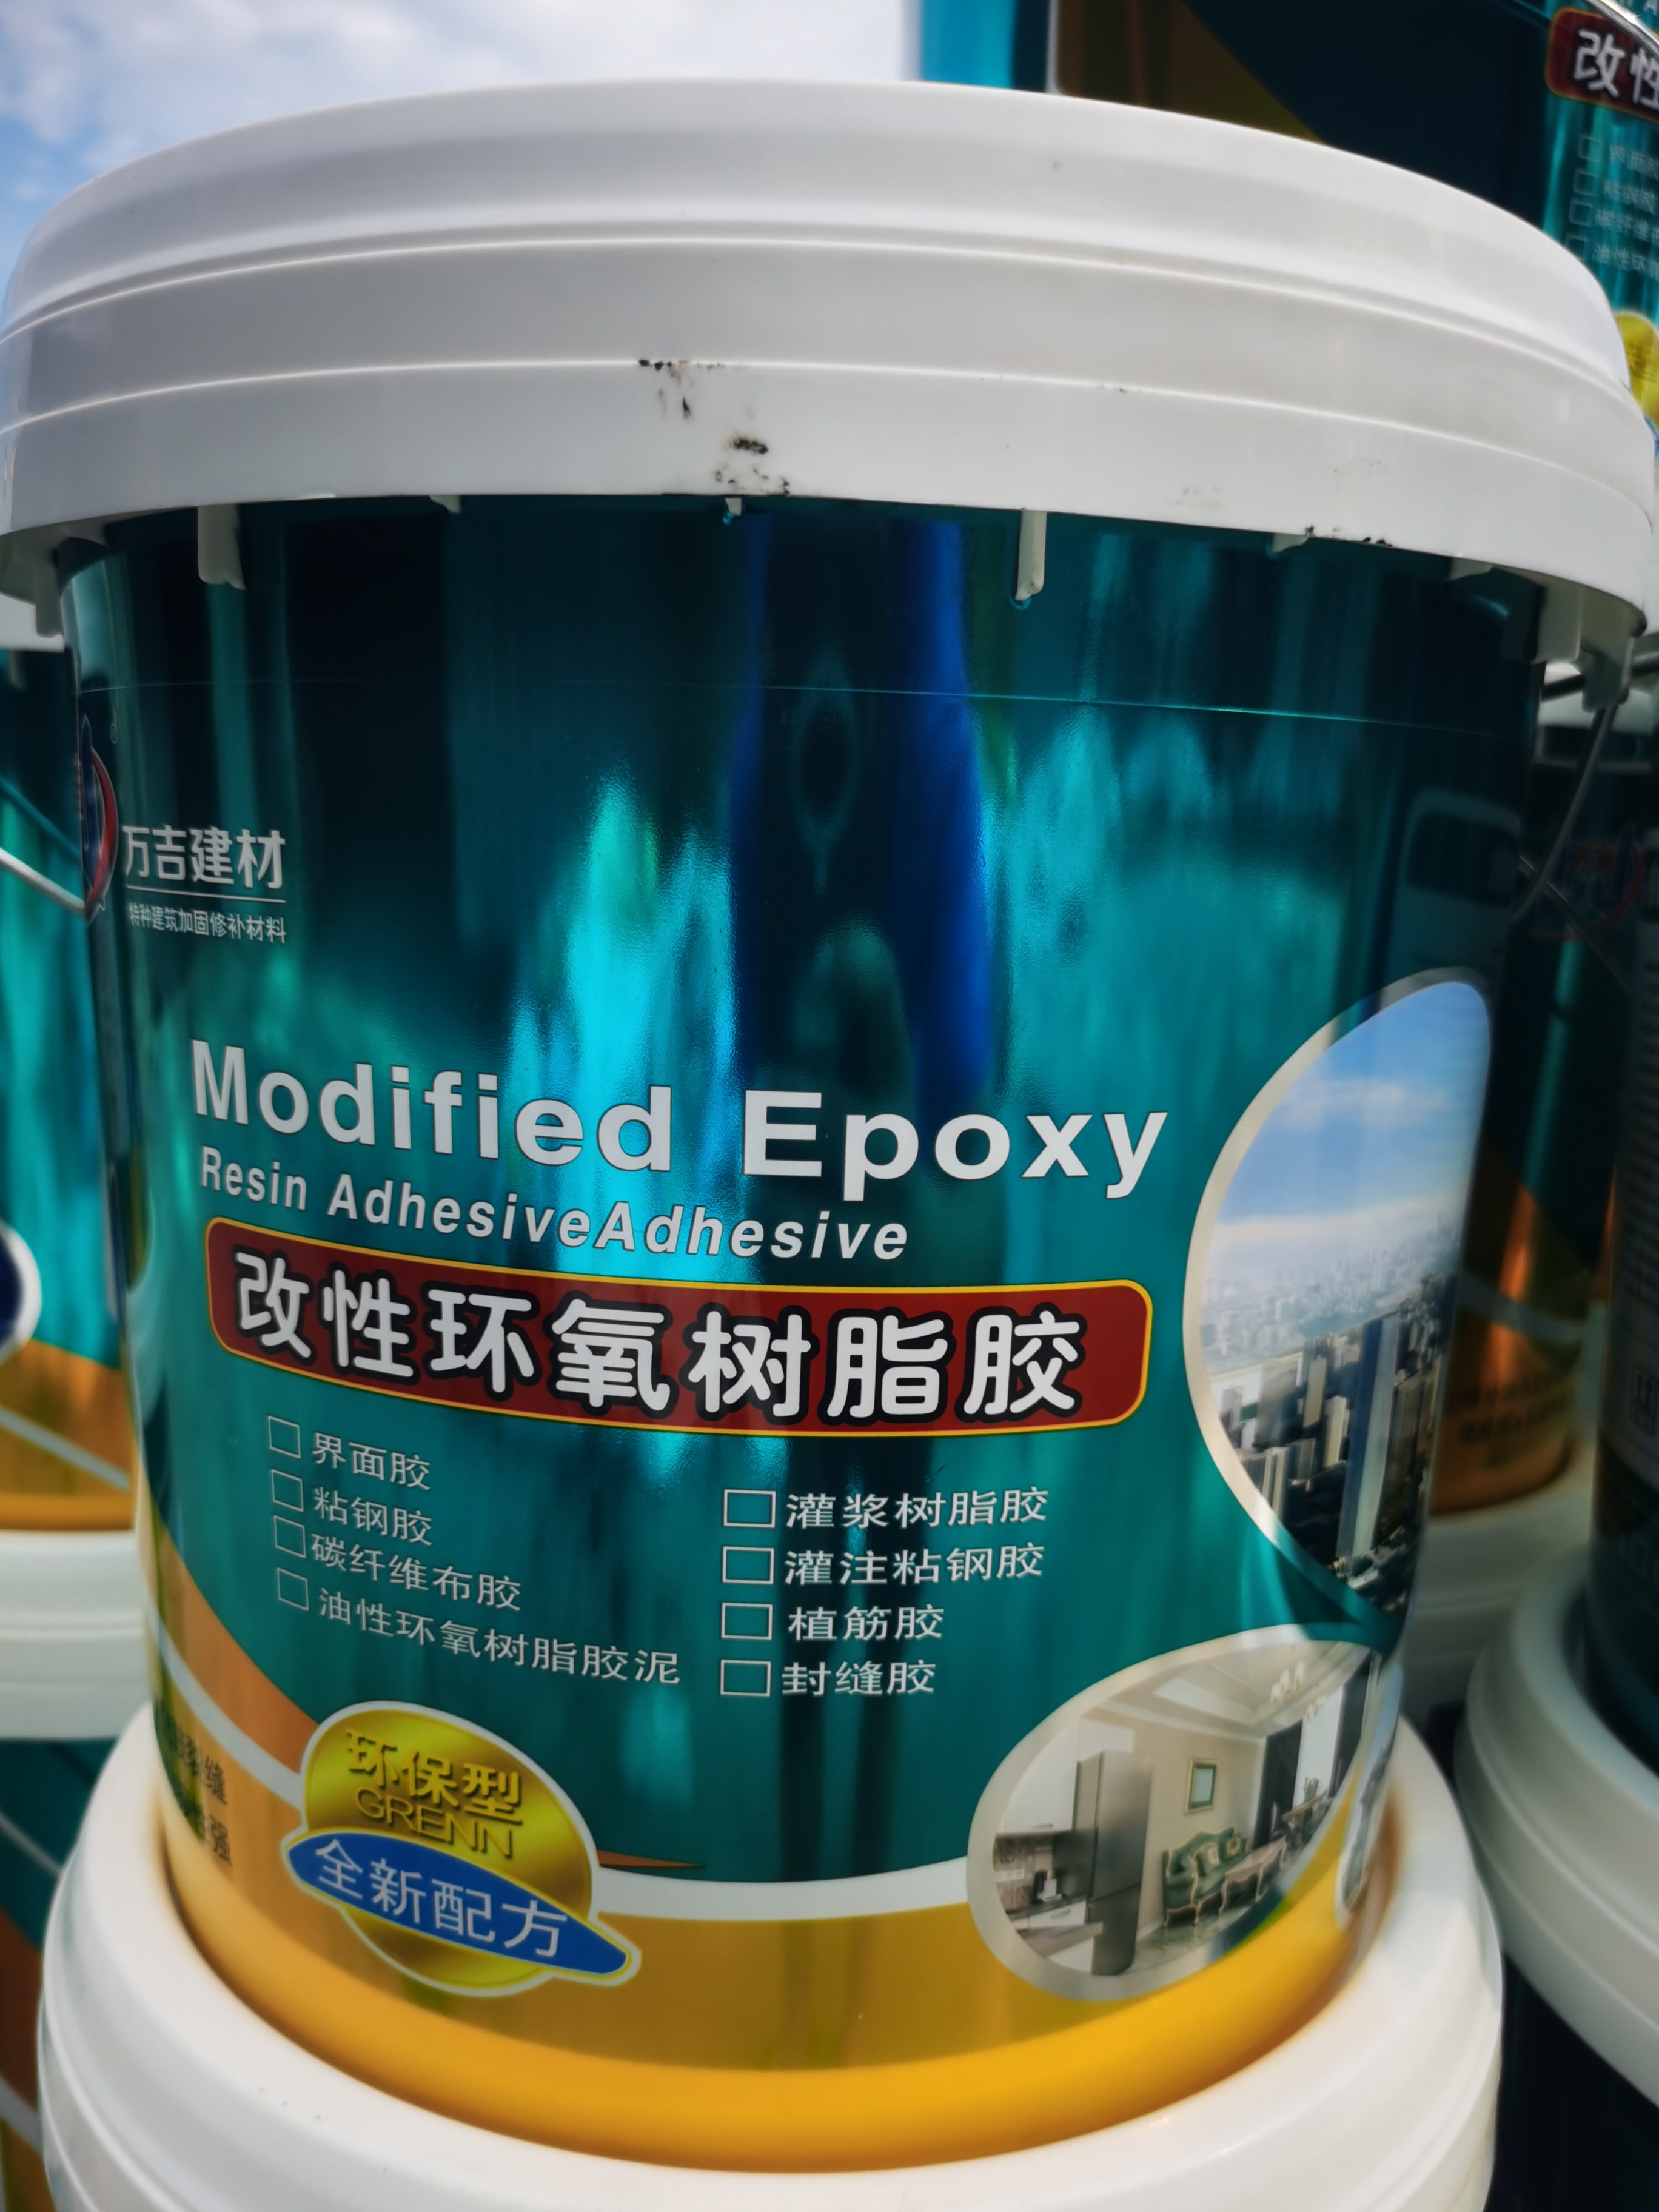 万吉建材
特种建筑加固修补材料
Modified Epoxy
Resin AdhesiveAdhesive
改性环氧树脂胶
界面胶
粘钢胶
碳纤维布胶
油性环氧树脂胶泥
灌浆树脂胶
灌注粘钢胶
植筋胶
封缝胶
环保型
GRENN
全新配方
改性